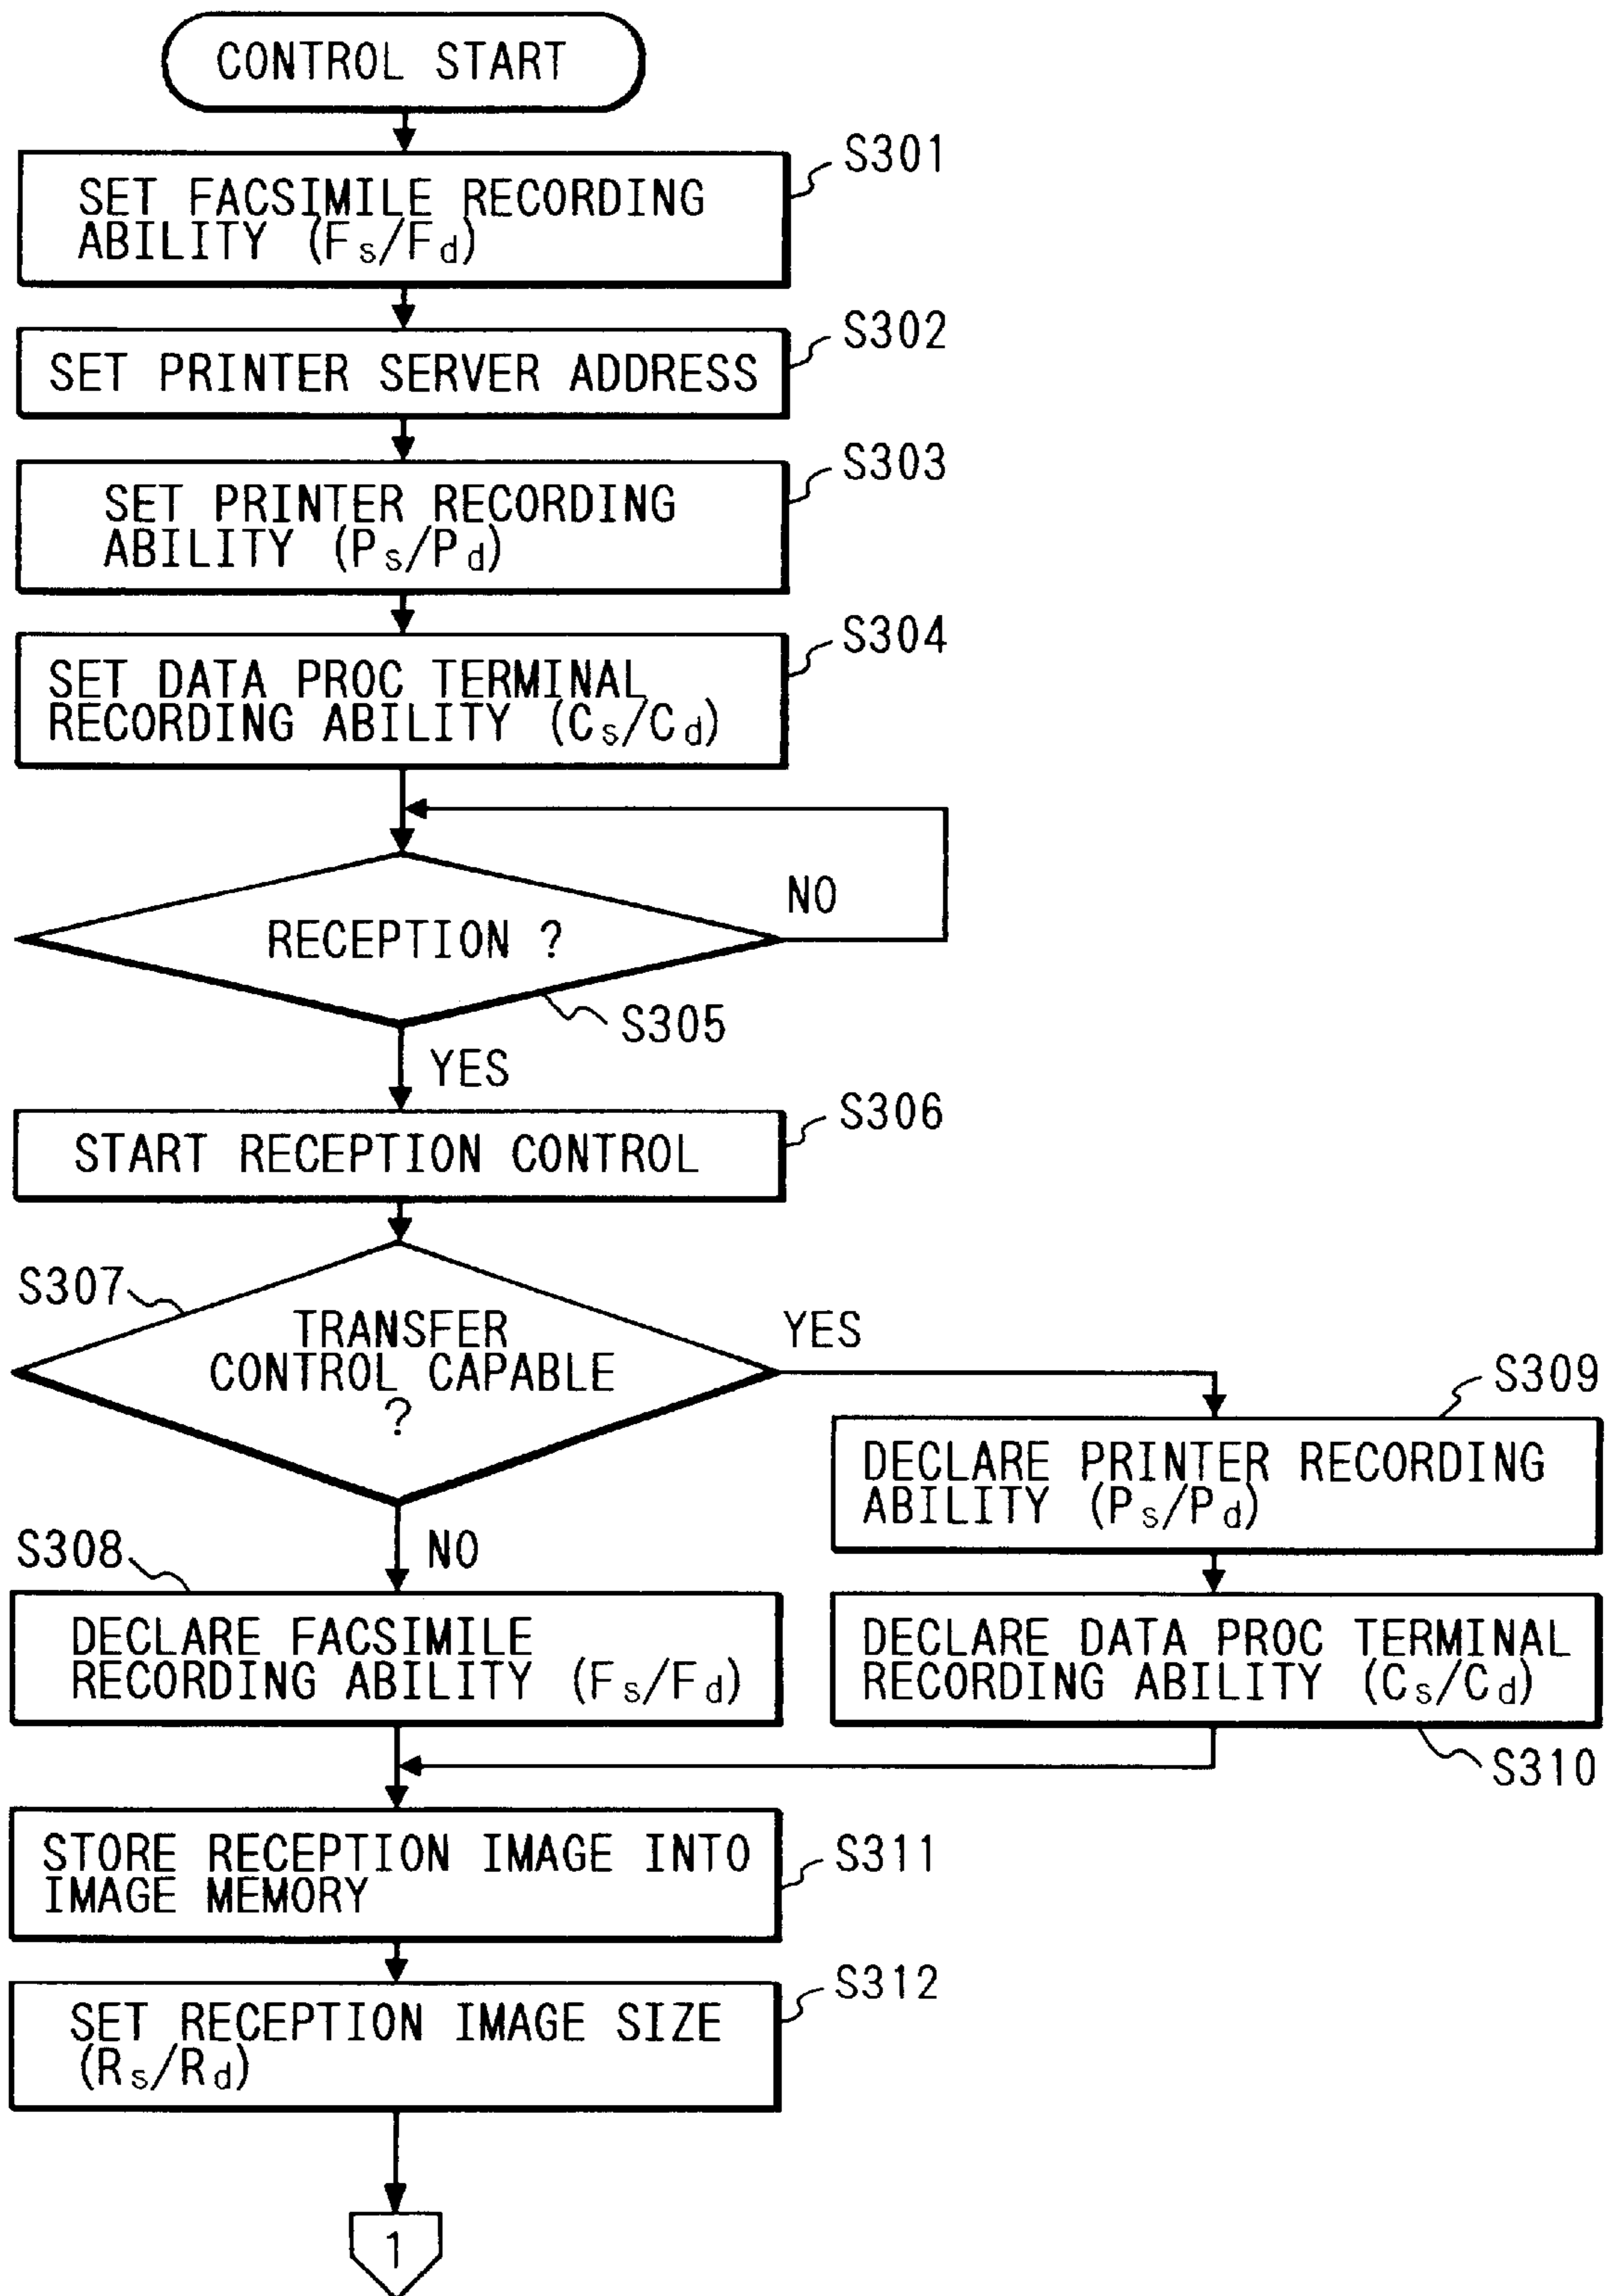 CONTROL START
S301
SET FACSIMILE RECORDING
ABILITY (Fs/Fd)
S302
SET PRINTER SERVER ADDRESS
S303
SET PRINTER RECORDING
ABILITY (Ps/Pd)
S304
SET DATA PROC TERMINAL
RECORDING ABILITY (Cs/Cd)
NO
RECEPTION ?
S305
YES
S306
START RECEPTION CONTROL
S307
TRANSFER
CONTROL CAPABLE
?
YES
S309
DECLARE PRINTER RECORDING
ABILITY (Ps/Pd)
S308
NO
DECLARE FACSIMILE
RECORDING ABILITY (Fs/Fd)
DECLARE DATA PROC TERMINAL
RECORDING ABILITY (Cs/Cd)
S310
STORE RECEPTION IMAGE INTO
IMAGE MEMORY
S311
S312
SET RECEPTION IMAGE SIZE
(Rs/Rd)
1